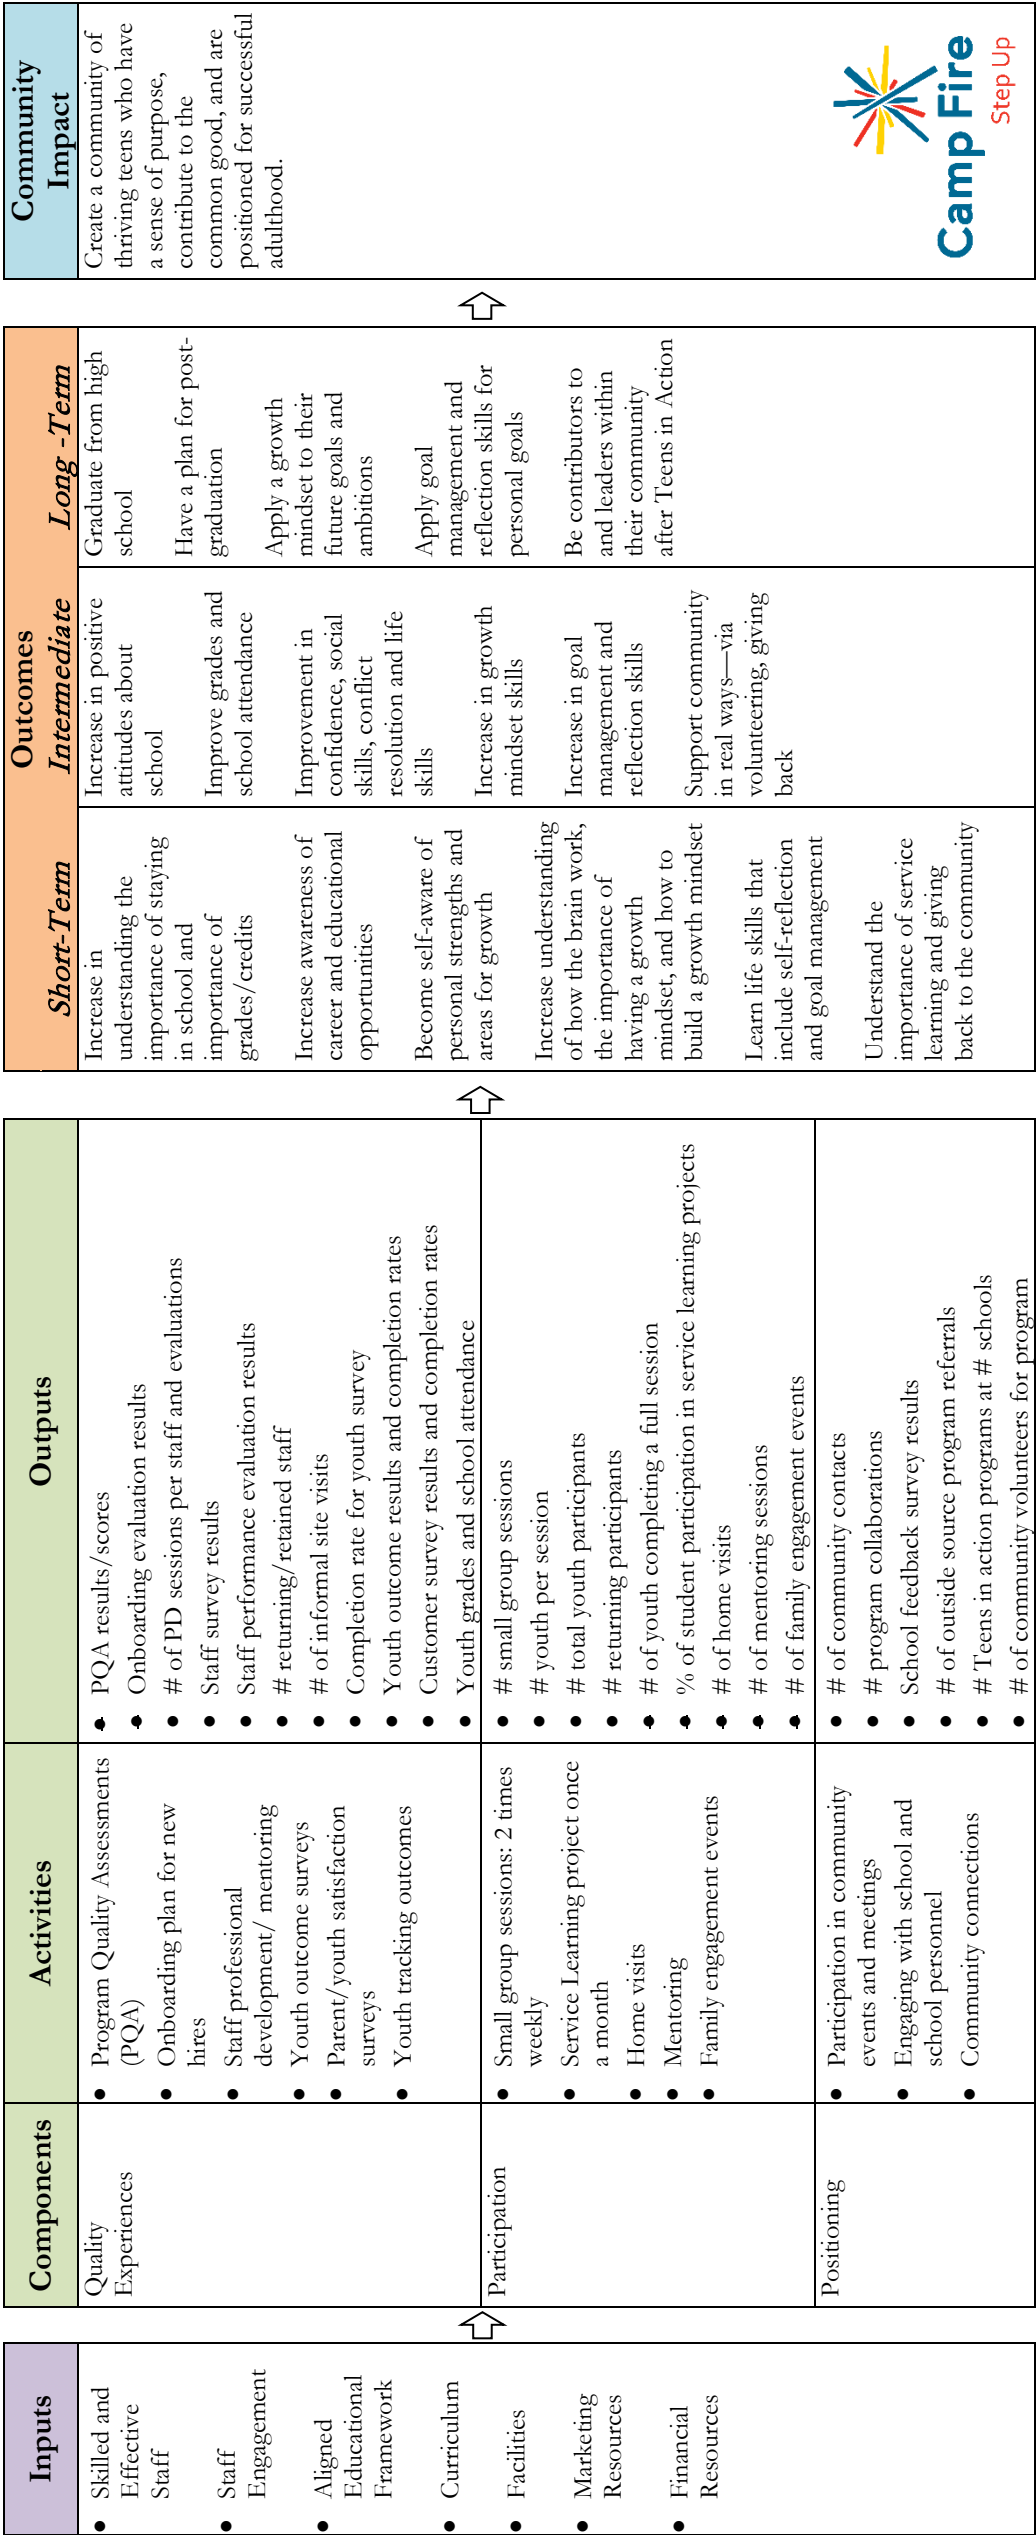 Inputs
• Skilled and
Effective
Staff
• Staff
Engagement
• Aligned
Educational
Framework
• Curriculum
• Facilities
• Marketing
Resources
• Financial
Resources
Components
Activities
Outputs
Quality
Experiences
• Program Quality Assessments
(PQA)
• Onboarding plan for new
hires
• Staff professional
development/ mentoring
• Youth outcome surveys
• Parent/youth satisfaction
surveys
• Youth tracking outcomes
• PQA results/scores
• Onboarding evaluation results
• # of PD sessions per staff and evaluations
• Staff survey results
• Staff performance evaluation results
• # returning/retained staff
• # of informal site visits
• Completion rate for youth survey
• Youth outcome results and completion rates
• Customer survey results and completion rates
• Youth grades and school attendance
Participation
• Small group sessions: 2 times
weekly
• Service Learning project once
a month
• Home visits
• Mentoring
• Family engagement events
• # small group sessions
• # youth per session
• # total youth participants
• # returning participants
• # of youth completing a full session
• % of student participation in service learning projects
• # of home visits
• # of mentoring sessions
• # of family engagement events
Positioning
• Participation in community
events and meetings
• Engaging with school and
school personnel
• Community connections
• # of community contacts
• # program collaborations
• School feedback survey results
• # of outside source program referrals
• # Teens in action programs at # schools
• # of community volunteers for program
Outcomes
Short-Term
Intermediate
Long -Term
Increase in
understanding the
importance of staying
in school and
importance of
grades/credits
Increase awareness of
career and educational
opportunities
Become self-aware of
personal strengths and
areas for growth
Increase understanding
of how the brain work,
the importance of
having a growth
mindset, and how to
build a growth mindset
Learn life skills that
include self-reflection
and goal management
Understand the
importance of service
learning and giving
back to the community
Increase in positive
attitudes about
school
Improve grades and
school attendance
Improvement in
confidence, social
skills, conflict
resolution and life
skills
Increase in growth
mindset skills
Increase in goal
management and
reflection skills
Support community
in real ways—via
volunteering, giving
back
Graduate from high
school
Have a plan for post-
graduation
Apply a growth
mindset to their
future goals and
ambitions
Apply goal
management and
reflection skills for
personal goals
Be contributors to
and leaders within
their community
after Teens in Action
Community
Impact
Create a community of
thriving teens who have
a sense of purpose,
contribute to the
common good, and are
positioned for successful
adulthood.
Camp Fire
Step Up